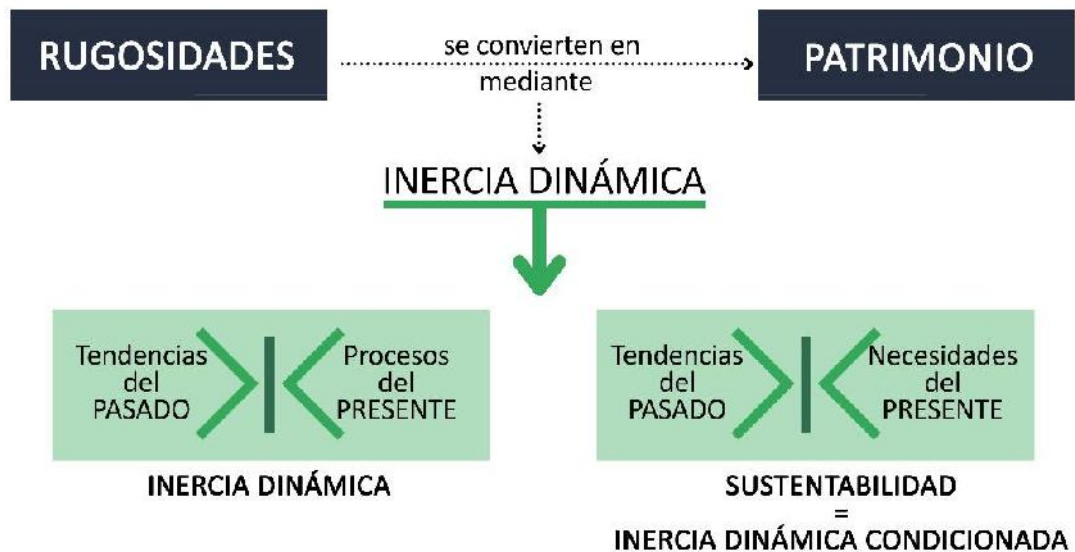 RUGOSIDADES
se convierten en
mediante
PATRIMONIO
INERCIA DINÁMICA
Tendencias
del
PASADO
Procesos
del
PRESENTE
INERCIA DINÁMICA
Tendencias
del
PASADO
Necesidades
del
PRESENTE
SUSTENTABILIDAD
=
INERCIA DINÁMICA CONDICIONADA